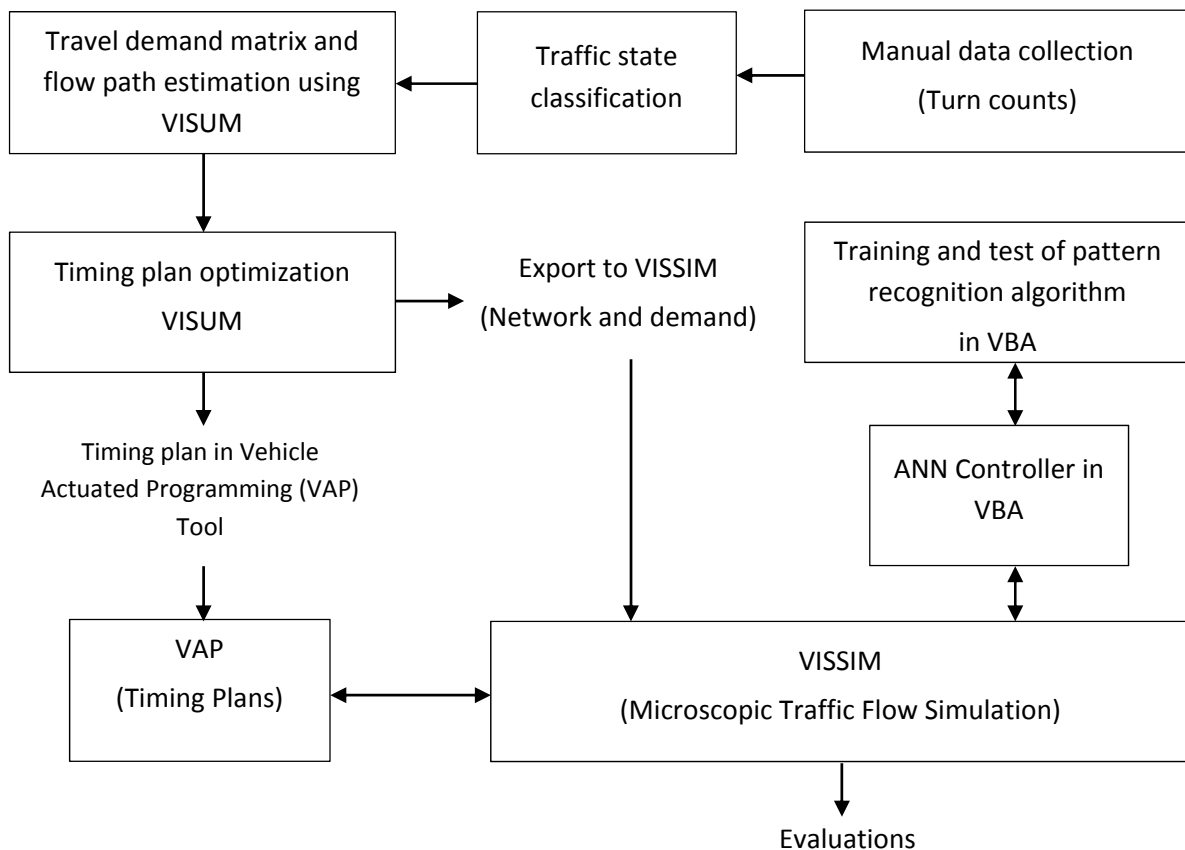 Travel demand matrix and
flow path estimation using
VISUM
Traffic state
classification
Manual data collection
(Turn counts)
Timing plan optimization
VISUM
Export to VISSIM
(Network and demand)
Training and test of pattern
recognition algorithm
in VBA
Timing plan in Vehicle
Actuated Programming (VAP)
Tool
ANN Controller in
VBA
VAP
(Timing Plans)
VISSIM
(Microscopic Traffic Flow Simulation)
Evaluations